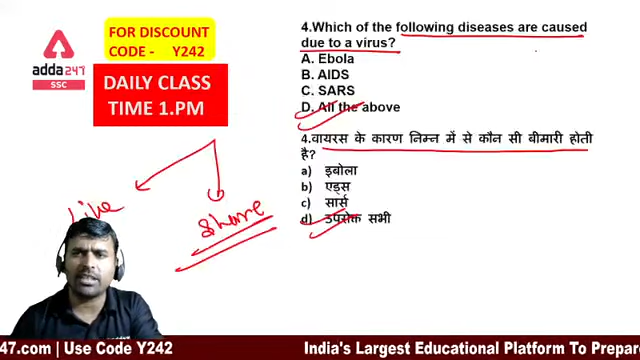 FOR DISCOUNT
CODE - Y242
adda247
SSC
DAILY CLASS
TIME 1.PM
Like
Share
4.Which of the following diseases are caused
due to a virus?
A. Ebola
B. AIDS
C. SARS
D. All the above
4.वायरस के कारण निम्न में से कौन सी बीमारी होती
है?
a) इबोला
b) एड्स
c) सार्स
d) उपरोक्त सभी
47.com | Use Code Y242
India's Largest Educational Platform To Prepar